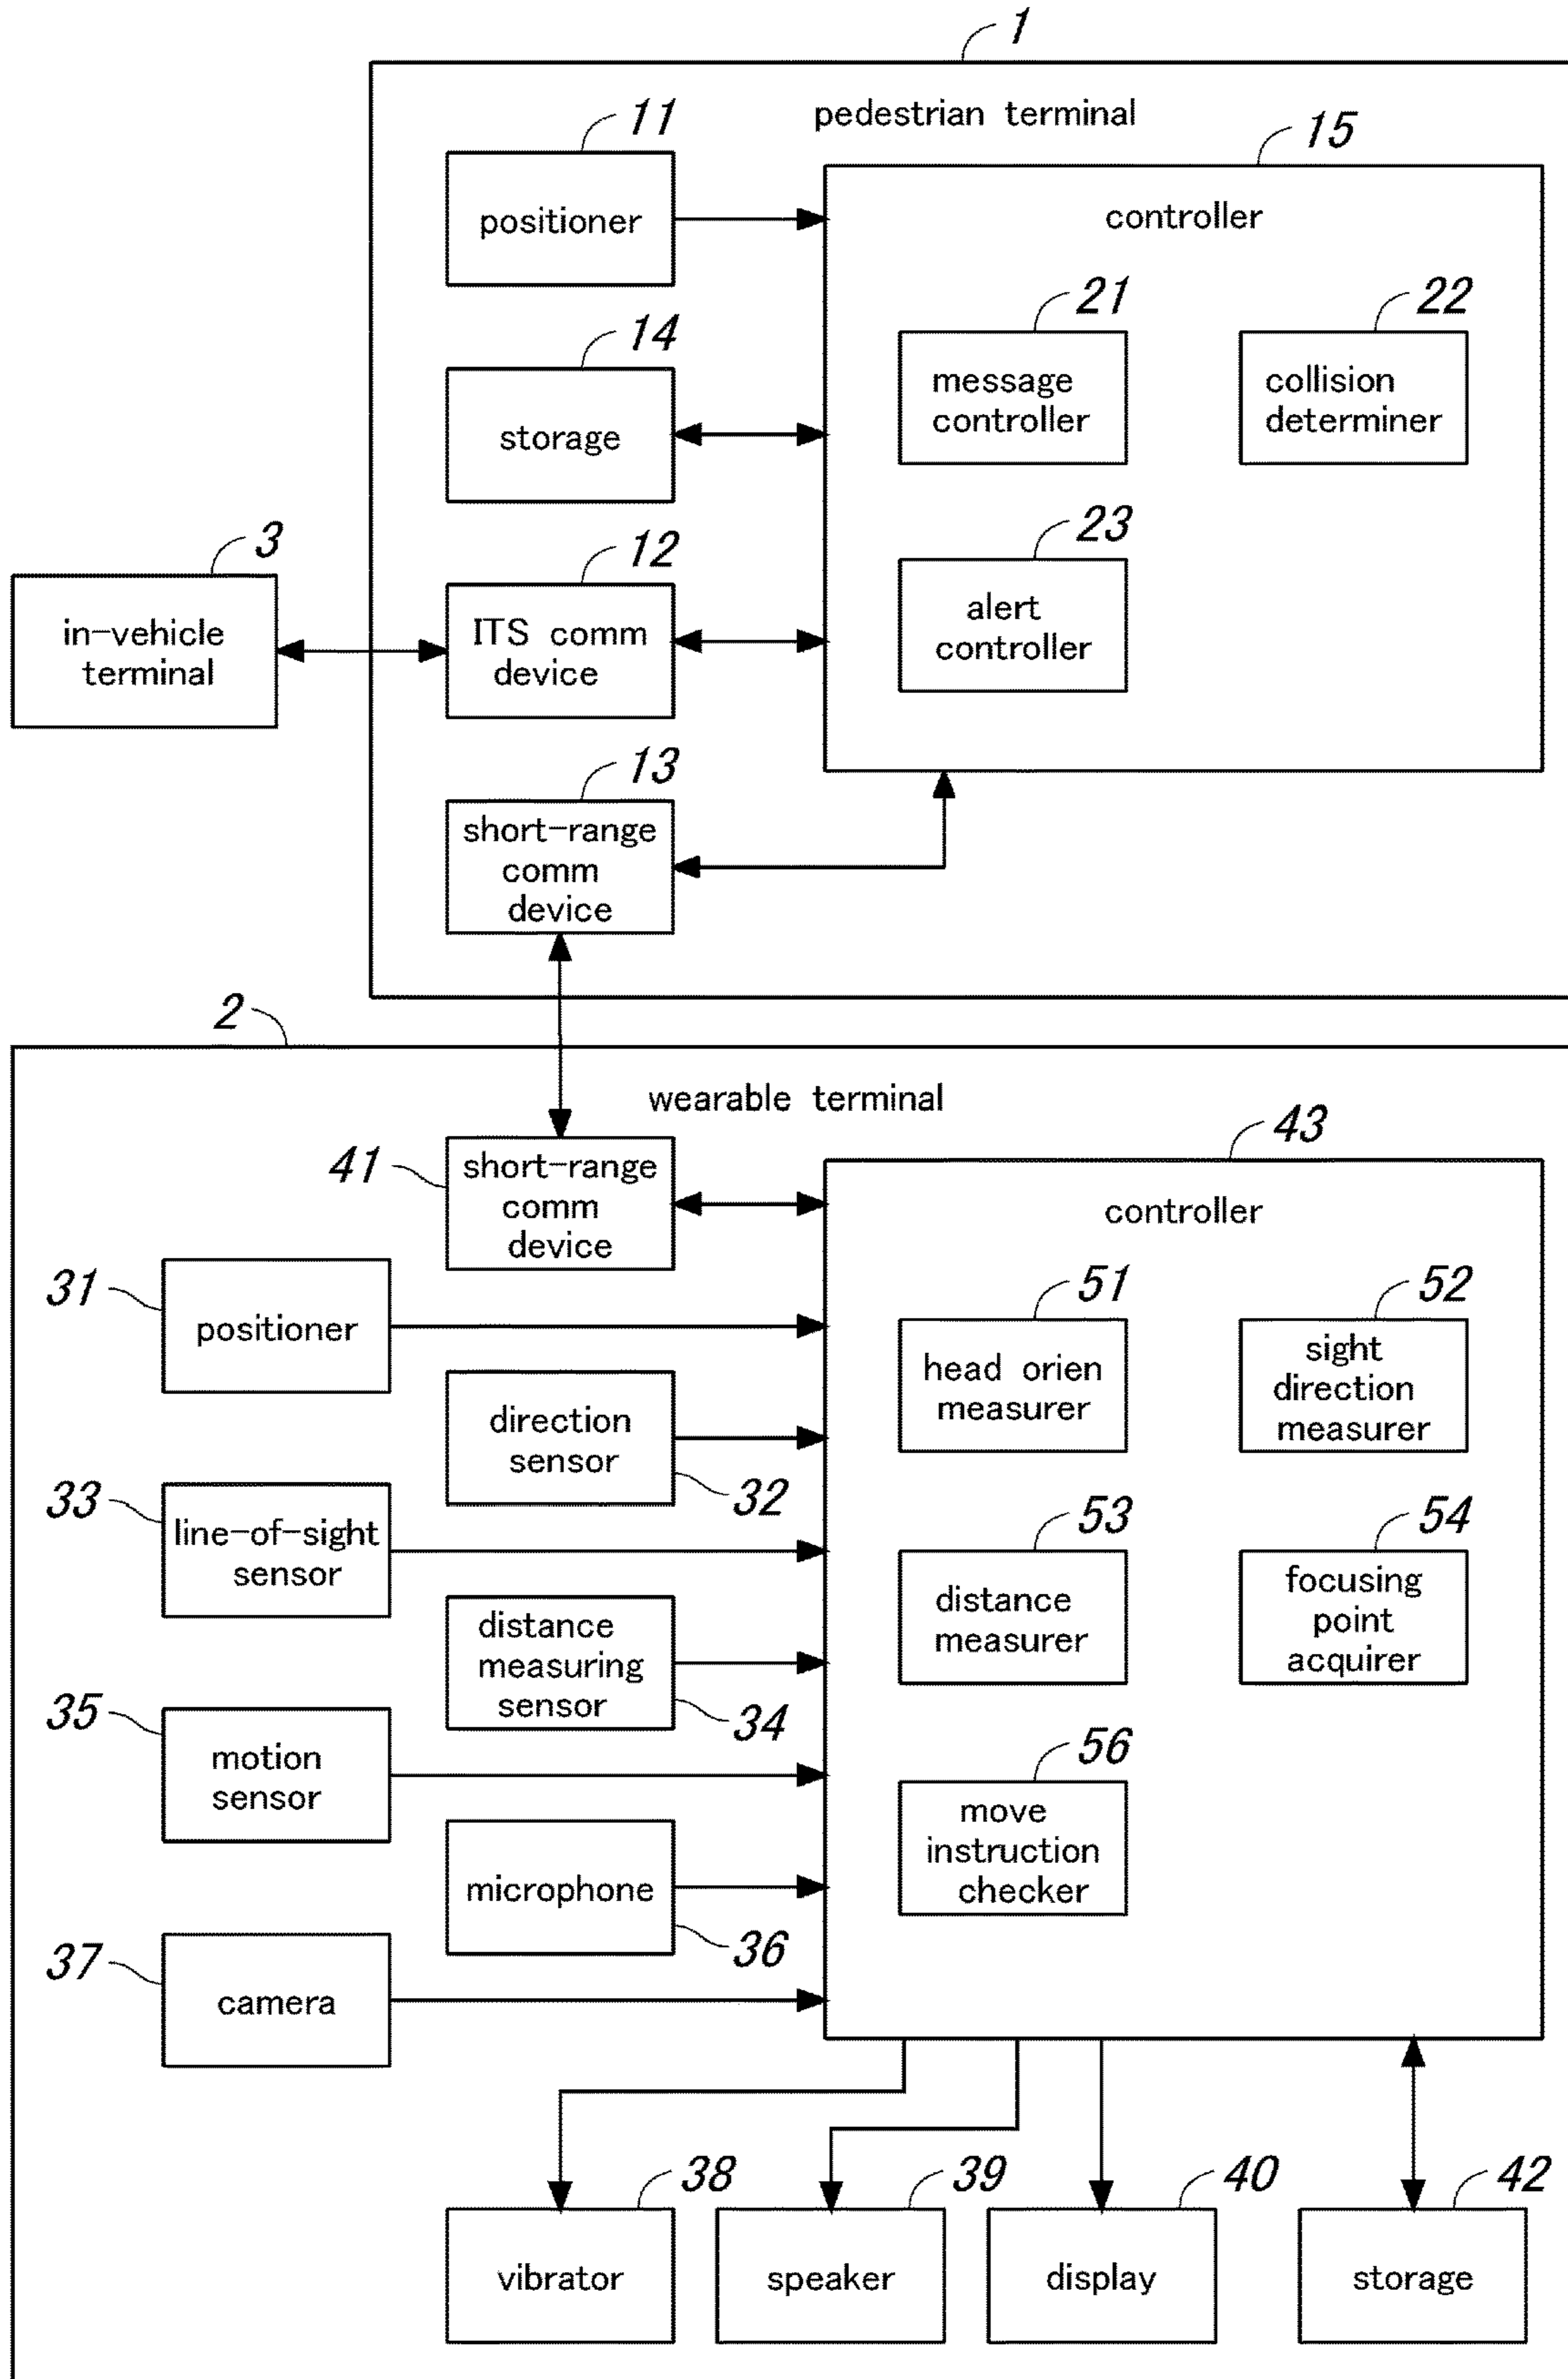 1
pedestrian terminal
11
positioner
15
controller
14
storage
21
message
controller
22
collision
determiner
3
in-vehicle
terminal
12
ITS comm
device
23
alert
controller
13
short-range
comm
device
2
wearable terminal
41
short-range
comm
device
43
controller
31
positioner
51
head orien
measurer
52
sight
direction
measurer
direction
sensor
32
33
line-of-sight
sensor
53
distance
measurer
54
focusing
point
acquirer
distance
measuring
sensor
34
35
motion
sensor
56
move
instruction
checker
microphone
36
37
camera
38
vibrator
39
speaker
40
display
42
storage